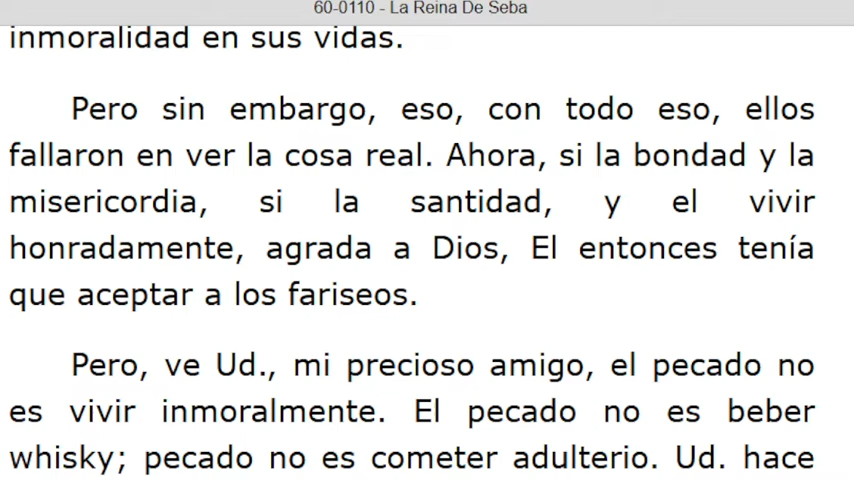 60-0110 - La Reina De Seba
inmoralidad en sus vidas.
Pero sin embargo, eso, con todo eso, ellos
fallaron en ver la cosa real. Ahora, si la bondad y la
misericordia, si la santidad, y el vivir
honradamente, agrada a Dios, El entonces tenía
que aceptar a los fariseos.
Pero, ve Ud., mi precioso amigo, el pecado no
es vivir inmoralmente. El pecado no es beber
whisky; pecado no es cometer adulterio. Ud. hace